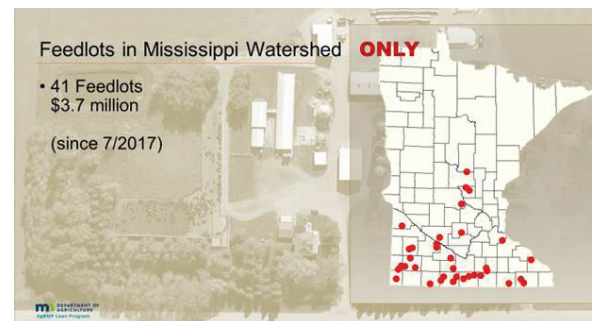 Feedlots in Mississippi Watershed ONLY
• 41 Feedlots
$3.7 million
(since 7/2017)
DEPARTMENT OF
AGRICULTURE
AgBMP Loan Program